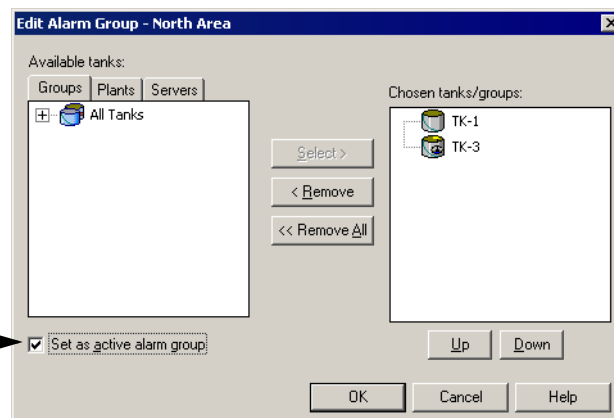 Edit Alarm Group - North Area
Available tanks:
Groups Plants Servers
All Tanks
Select >
< Remove
<< Remove All
Chosen tanks/groups:
TK-1
TK-3
Set as active alarm group
Up Down
OK Cancel Help